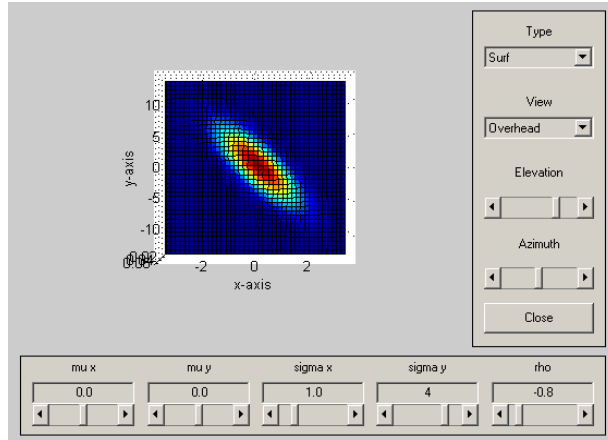 Type
Surf
View
Overhead
Elevation
Azimuth
Close
10
5
0
-5
-10
y-axis
-2 0 2
x-axis
mu x mu y sigma x sigma y rho
0.0 0.0 1.0 4 -0.8